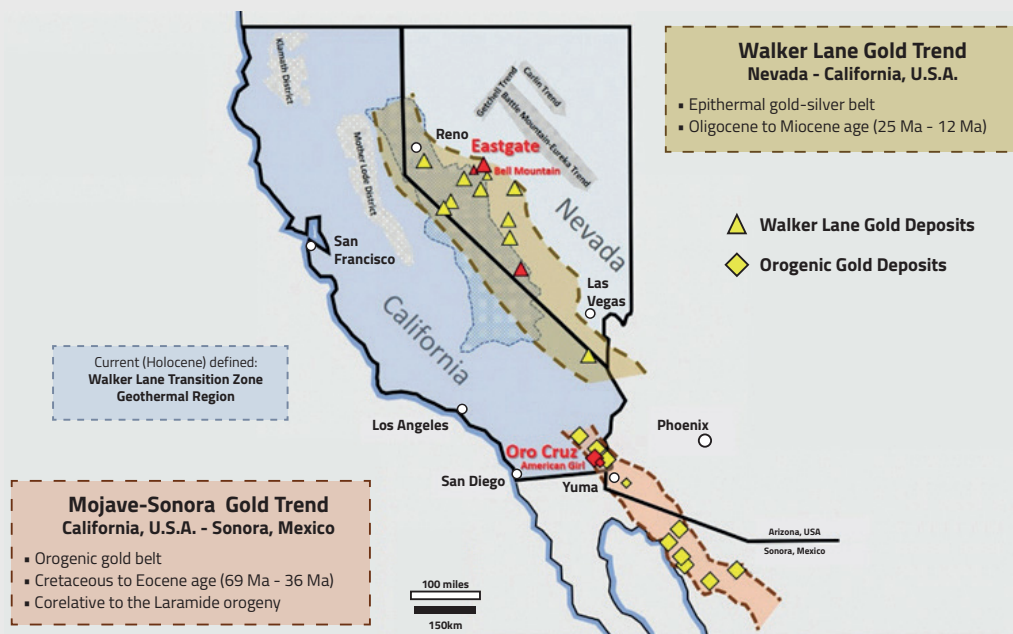 Walker Lane Gold Trend
Nevada - California, U.S.A.
▪ Epithermal gold-silver belt
▪ Oligocene to Miocene age (25 Ma - 12 Ma)
Klamath District
Mother Lode District
Getchell Trend
Carlin Trend
Battle Mountain-Eureka Trend
Reno
Eastgate
Bell Mountain
Nevada
Walker Lane Gold Deposits
Orogenic Gold Deposits
San
Francisco
Las
Vegas
California
Current (Holocene) defined:
Walker Lane Transition Zone
Geothermal Region
Los Angeles
Phoenix
Oro Cruz
American Girl
San Diego
Yuma
Arizona, USA
Sonora, Mexico
Mojave-Sonora Gold Trend
California, U.S.A. - Sonora, Mexico
▪ Orogenic gold belt
▪ Cretaceous to Eocene age (69 Ma - 36 Ma)
▪ Corelative to the Laramide orogeny
100 miles
150km